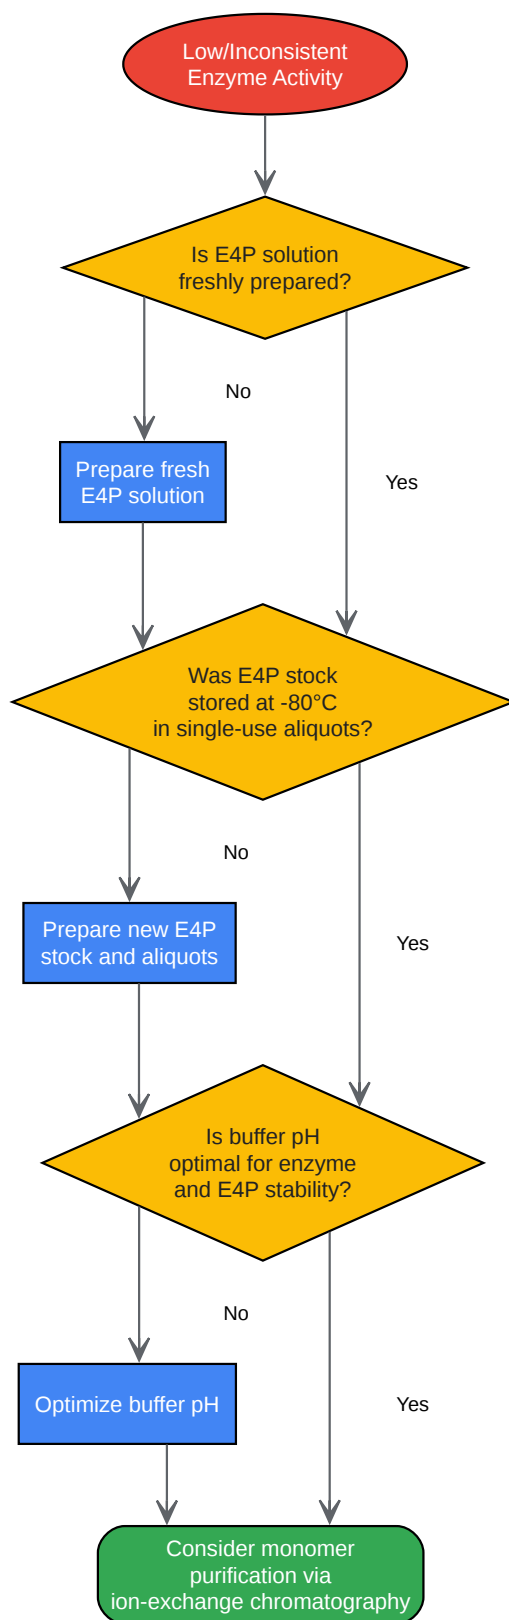 Low/Inconsistent
Enzyme Activity
Is E4P solution
freshly prepared?
No
Prepare fresh
E4P solution
Yes
Was E4P stock
stored at -80°C
in single-use aliquots?
No
Prepare new E4P
stock and aliquots
Yes
Is buffer pH
optimal for enzyme
and E4P stability?
No
Optimize buffer pH
Yes
Consider monomer
purification via
ion-exchange chromatography